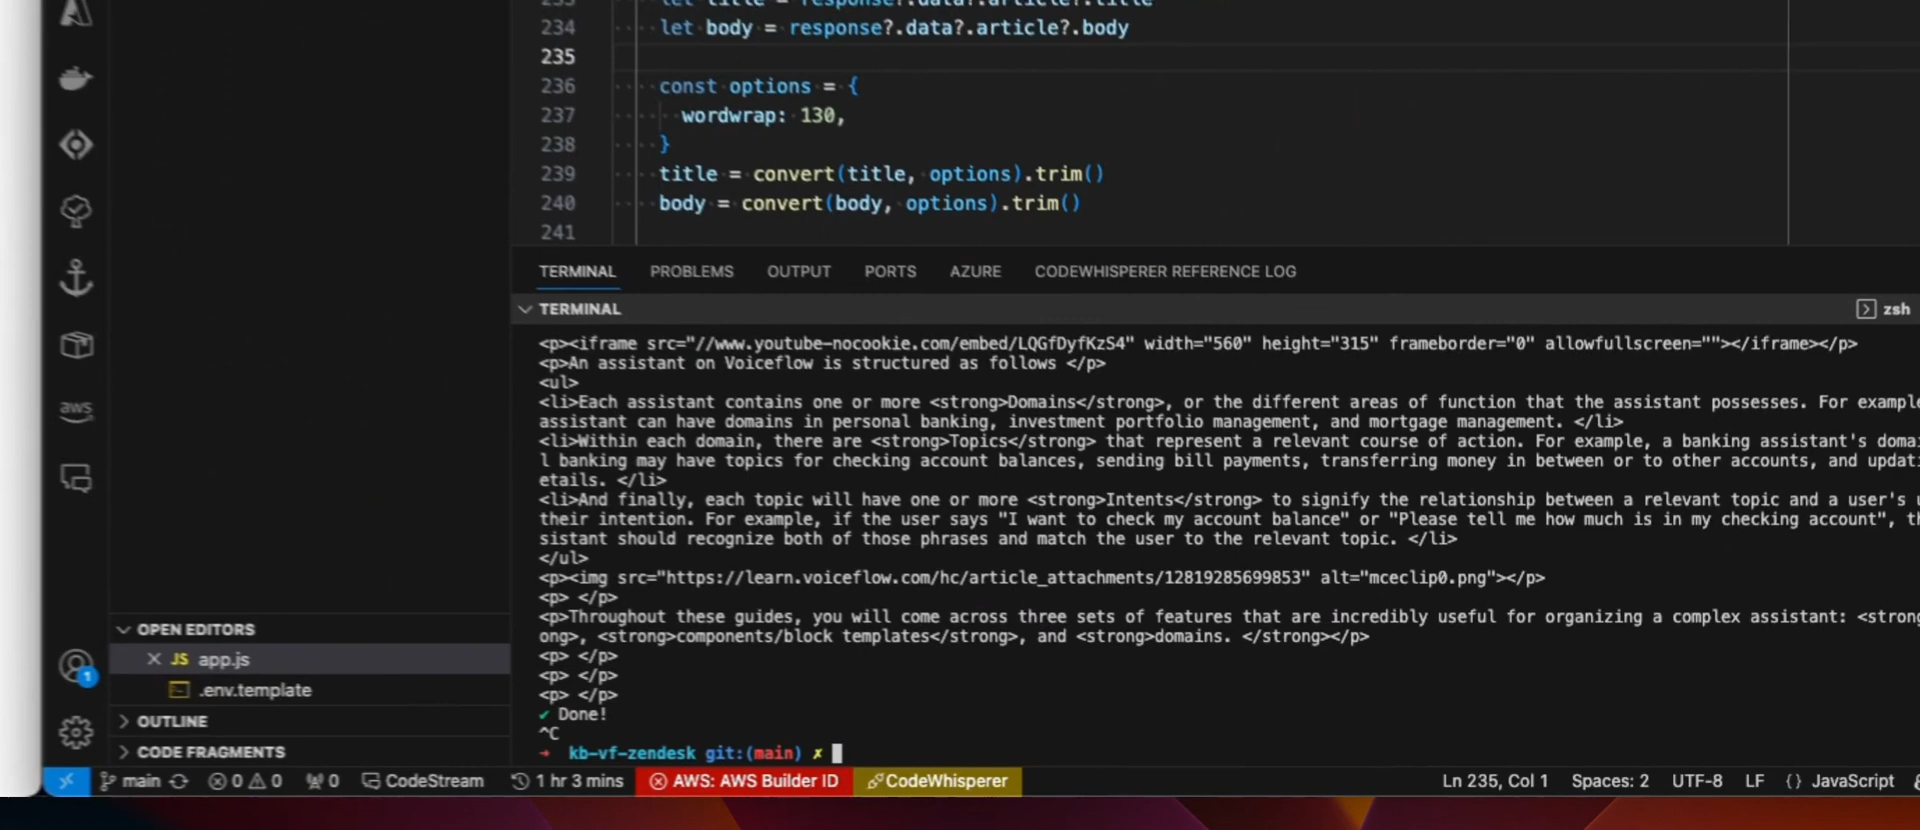 234 let body = response?.data?.article?.body
235
236 const options = {
237 wordwrap: 130,
238 }
239 title = convert(title, options).trim()
240 body = convert(body, options).trim()
241
TERMINAL PROBLEMS OUTPUT PORTS AZURE CODEWHISPERER REFERENCE LOG
TERMINAL zsh
<p><iframe src="//www.youtube-nocookie.com/embed/LQGfDyfKzS4" width="560" height="315" frameborder="0" allowfullscreen=""></iframe></p>
<p>An assistant on Voiceflow is structured as follows </p>
<ul>
<li>Each assistant contains one or more <strong>Domains</strong>, or the different areas of function that the assistant possesses. For example
assistant can have domains in personal banking, investment portfolio management, and mortgage management. </li>
<li>Within each domain, there are <strong>Topics</strong> that represent a relevant course of action. For example, a banking assistant's doma
l banking may have topics for checking account balances, sending bill payments, transferring money in between or to other accounts, and updati
etails. </li>
<li>And finally, each topic will have one or more <strong>Intents</strong> to signify the relationship between a relevant topic and a user's
their intention. For example, if the user says "I want to check my account balance" or "Please tell me how much is in my checking account", th
sistant should recognize both of those phrases and match the user to the relevant topic. </li>
</ul>
<p><img src="https://learn.voiceflow.com/hc/article_attachments/12819285699853" alt="mceclip0.png"></p>
<p> </p>
<p>Throughout these guides, you will come across three sets of features that are incredibly useful for organizing a complex assistant: <stron
ong>, <strong>components/block templates</strong>, and <strong>domains. </strong></p>
<p> </p>
<p> </p>
<p> </p>
✔ Done!
^C
→ kb-vf-zendesk git:(main) ✗
aws
1
OPEN EDITORS
JS app.js
.env.template
OUTLINE
CODE FRAGMENTS
main 0 0 0 CodeStream 1 hr 3 mins AWS: AWS Builder ID CodeWhisperer Ln 235, Col 1 Spaces: 2 UTF-8 LF {} JavaScript